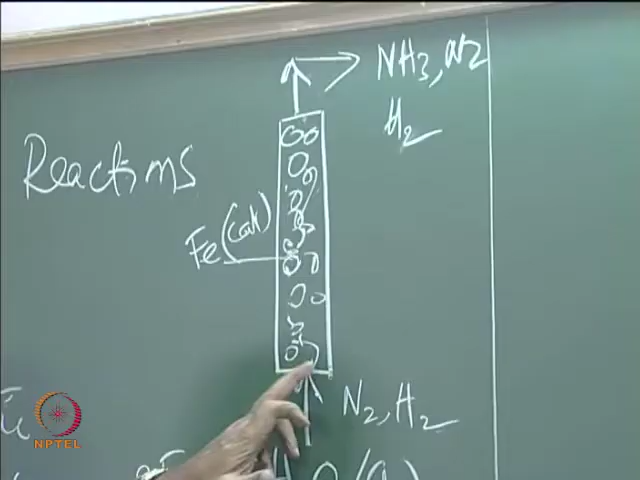 NH3, N2
H2
Reactions
Fe (cat)
N2, H2
NPTEL